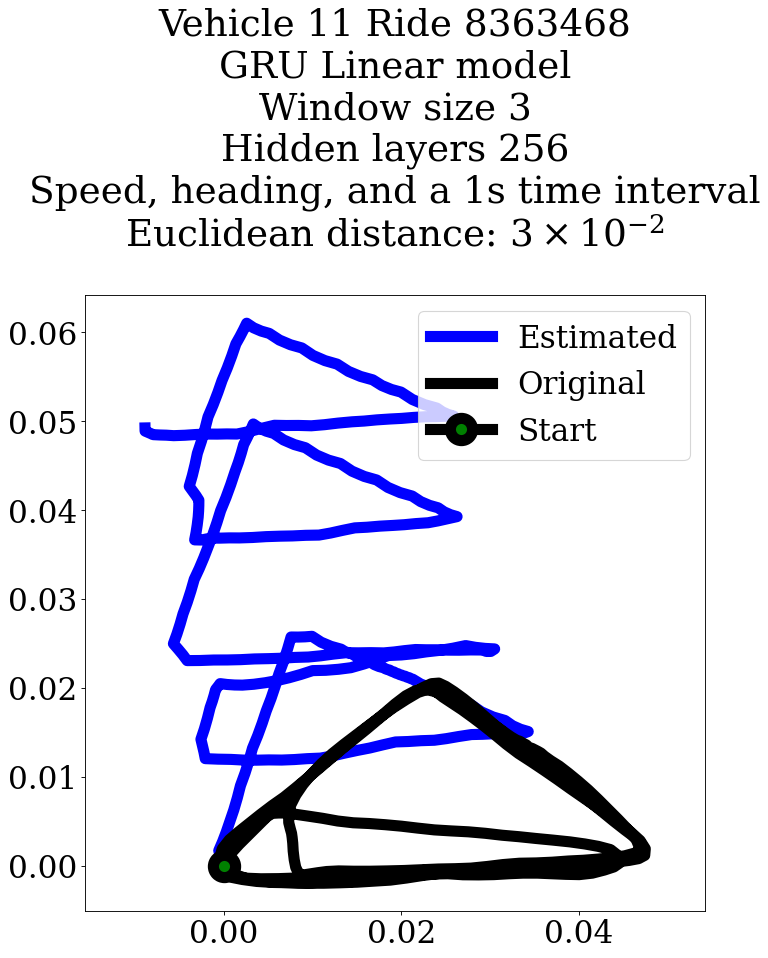 Vehicle 11 Ride 8363468
GRU Linear model
Window size 3
Hidden layers 256
Speed, heading, and a 1s time interval
Euclidean distance: 3 × 10⁻²
Estimated
Original
Start
0.06
0.05
0.04
0.03
0.02
0.01
0.00
0.00 0.02 0.04